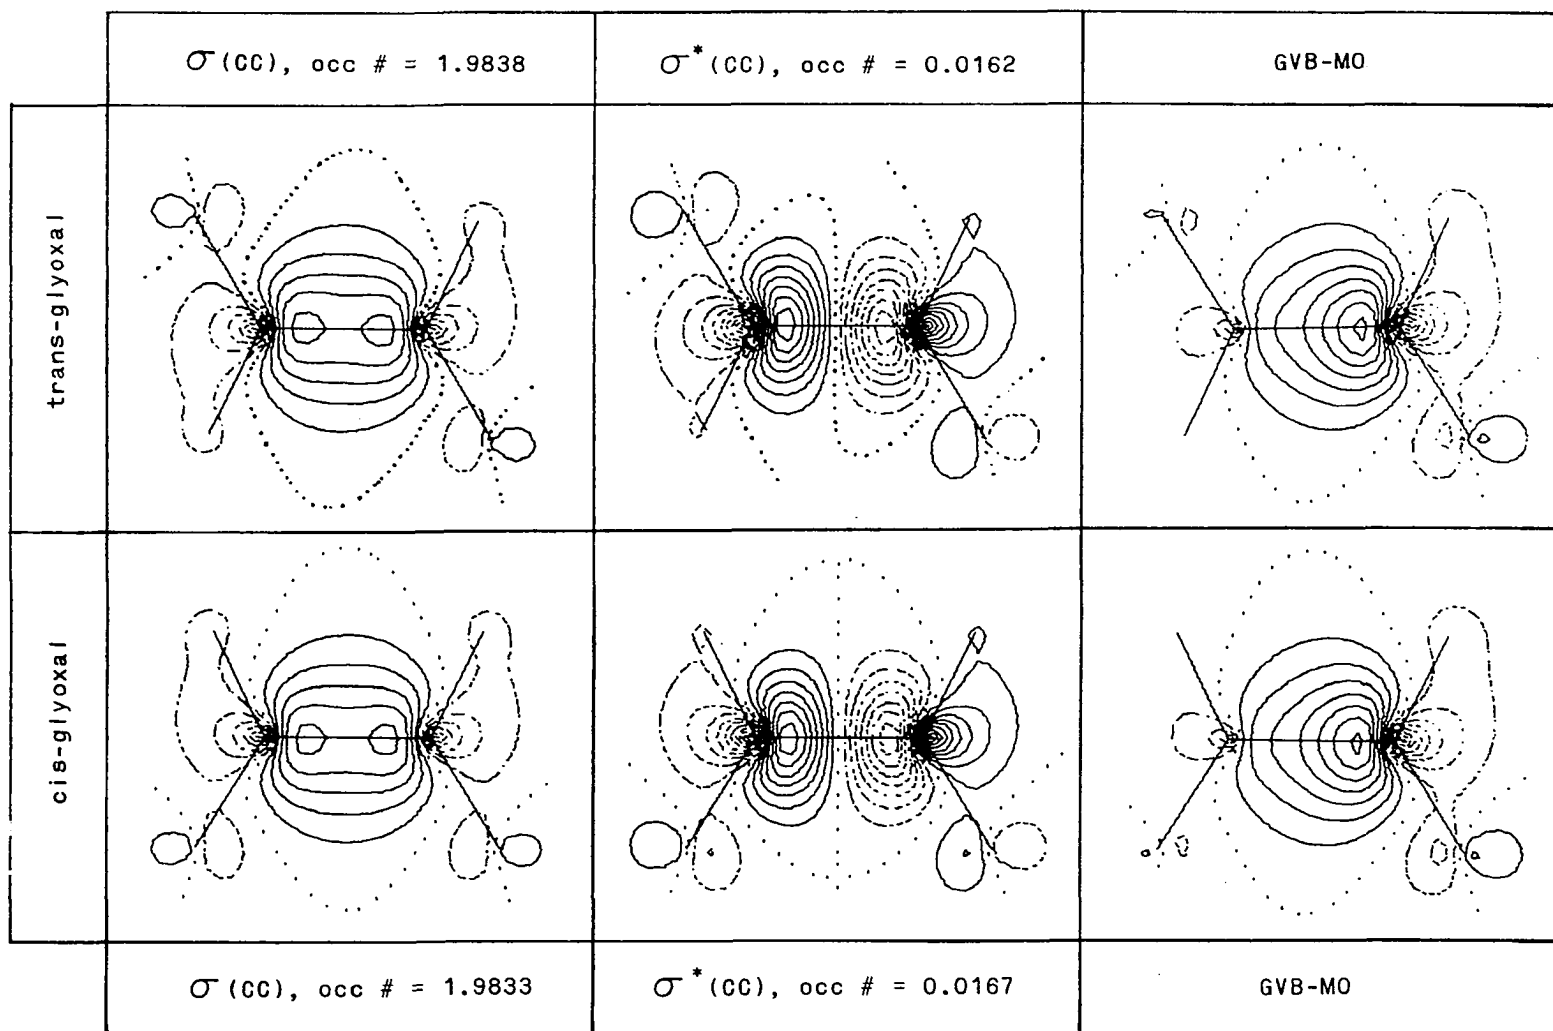 σ (CC), occ # = 1.9838
σ* (CC), occ # = 0.0162
GVB-MO
trans-glyoxal
cis-glyoxal
σ (CC), occ # = 1.9833
σ* (CC), occ # = 0.0167
GVB-MO